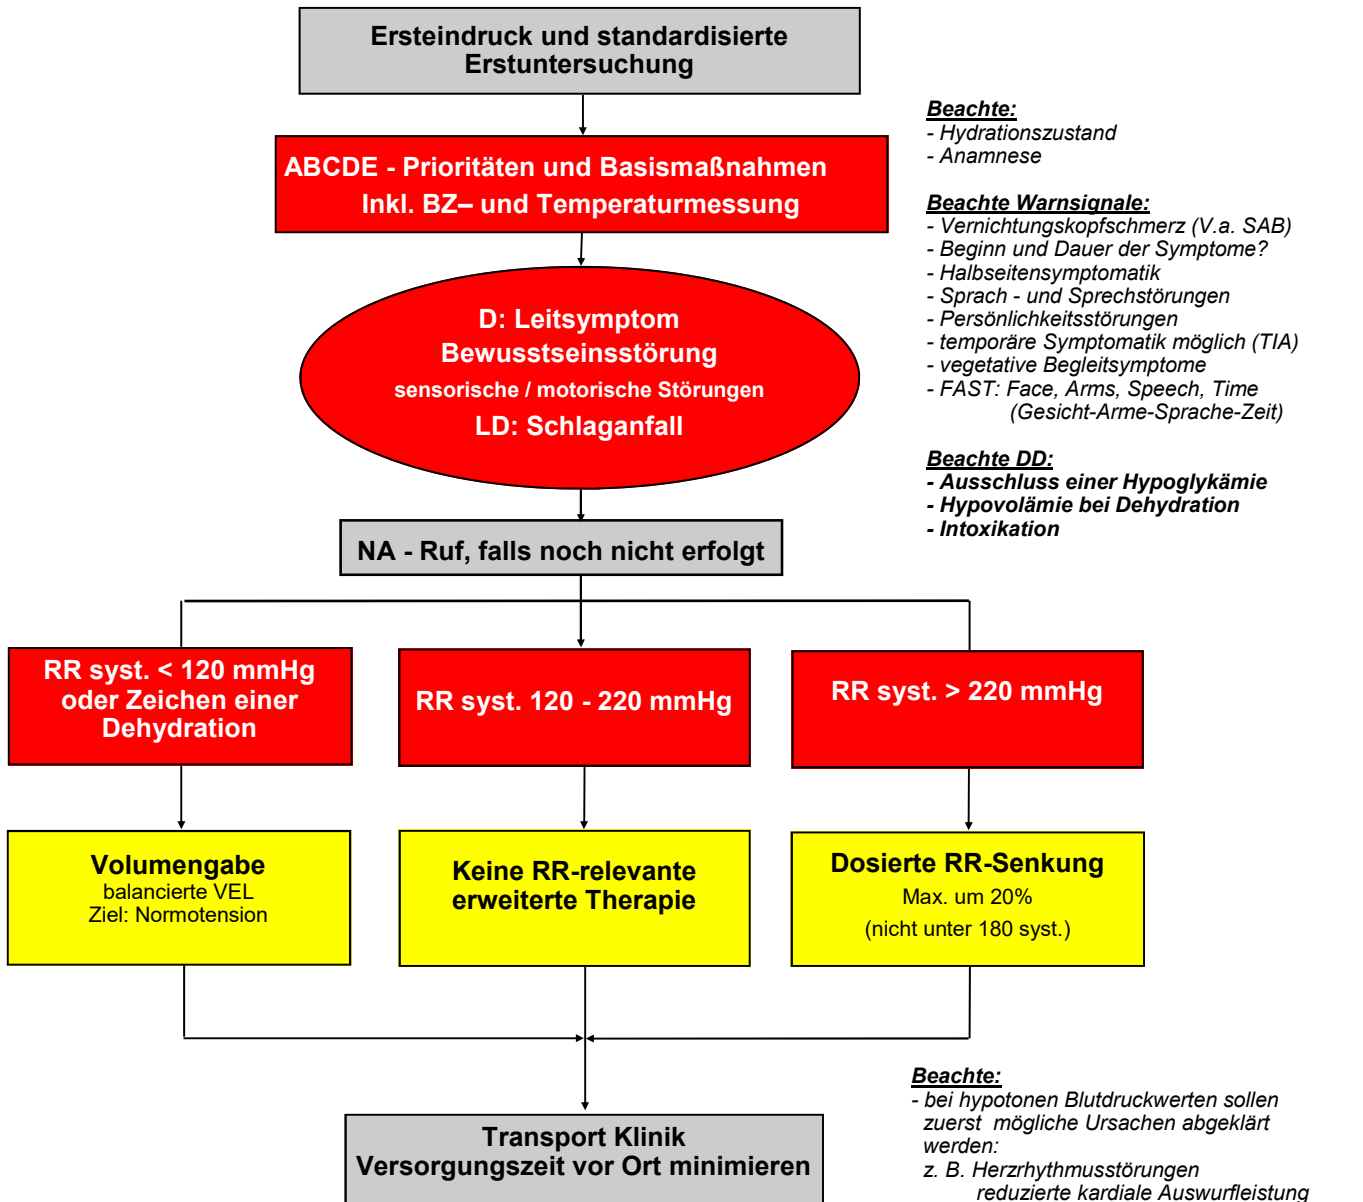 Ersteindruck und standardisierte
Erstuntersuchung
ABCDE - Prioritäten und Basismaßnahmen
Inkl. BZ– und Temperaturmessung
D: Leitsymptom
Bewusstseinsstörung
sensorische / motorische Störungen
LD: Schlaganfall
NA - Ruf, falls noch nicht erfolgt
Beachte:
- Hydrationszustand
- Anamnese
Beachte Warnsignale:
- Vernichtungskopfschmerz (V.a. SAB)
- Beginn und Dauer der Symptome?
- Halbseitensymptomatik
- Sprach - und Sprechstörungen
- Persönlichkeitsstörungen
- temporäre Symptomatik möglich (TIA)
- vegetative Begleitsymptome
- FAST: Face, Arms, Speech, Time
(Gesicht-Arme-Sprache-Zeit)
Beachte DD:
- Ausschluss einer Hypoglykämie
- Hypovolämie bei Dehydration
- Intoxikation
RR syst. < 120 mmHg
oder Zeichen einer
Dehydration
RR syst. 120 - 220 mmHg
RR syst. > 220 mmHg
Volumengabe
balancierte VEL
Ziel: Normotension
Keine RR-relevante
erweiterte Therapie
Dosierte RR-Senkung
Max. um 20%
(nicht unter 180 syst.)
Transport Klinik
Versorgungszeit vor Ort minimieren
Beachte:
- bei hypotonen Blutdruckwerten sollen
zuerst mögliche Ursachen abgeklärt
werden:
z. B. Herzrhythmusstörungen
reduzierte kardiale Auswurfleistung